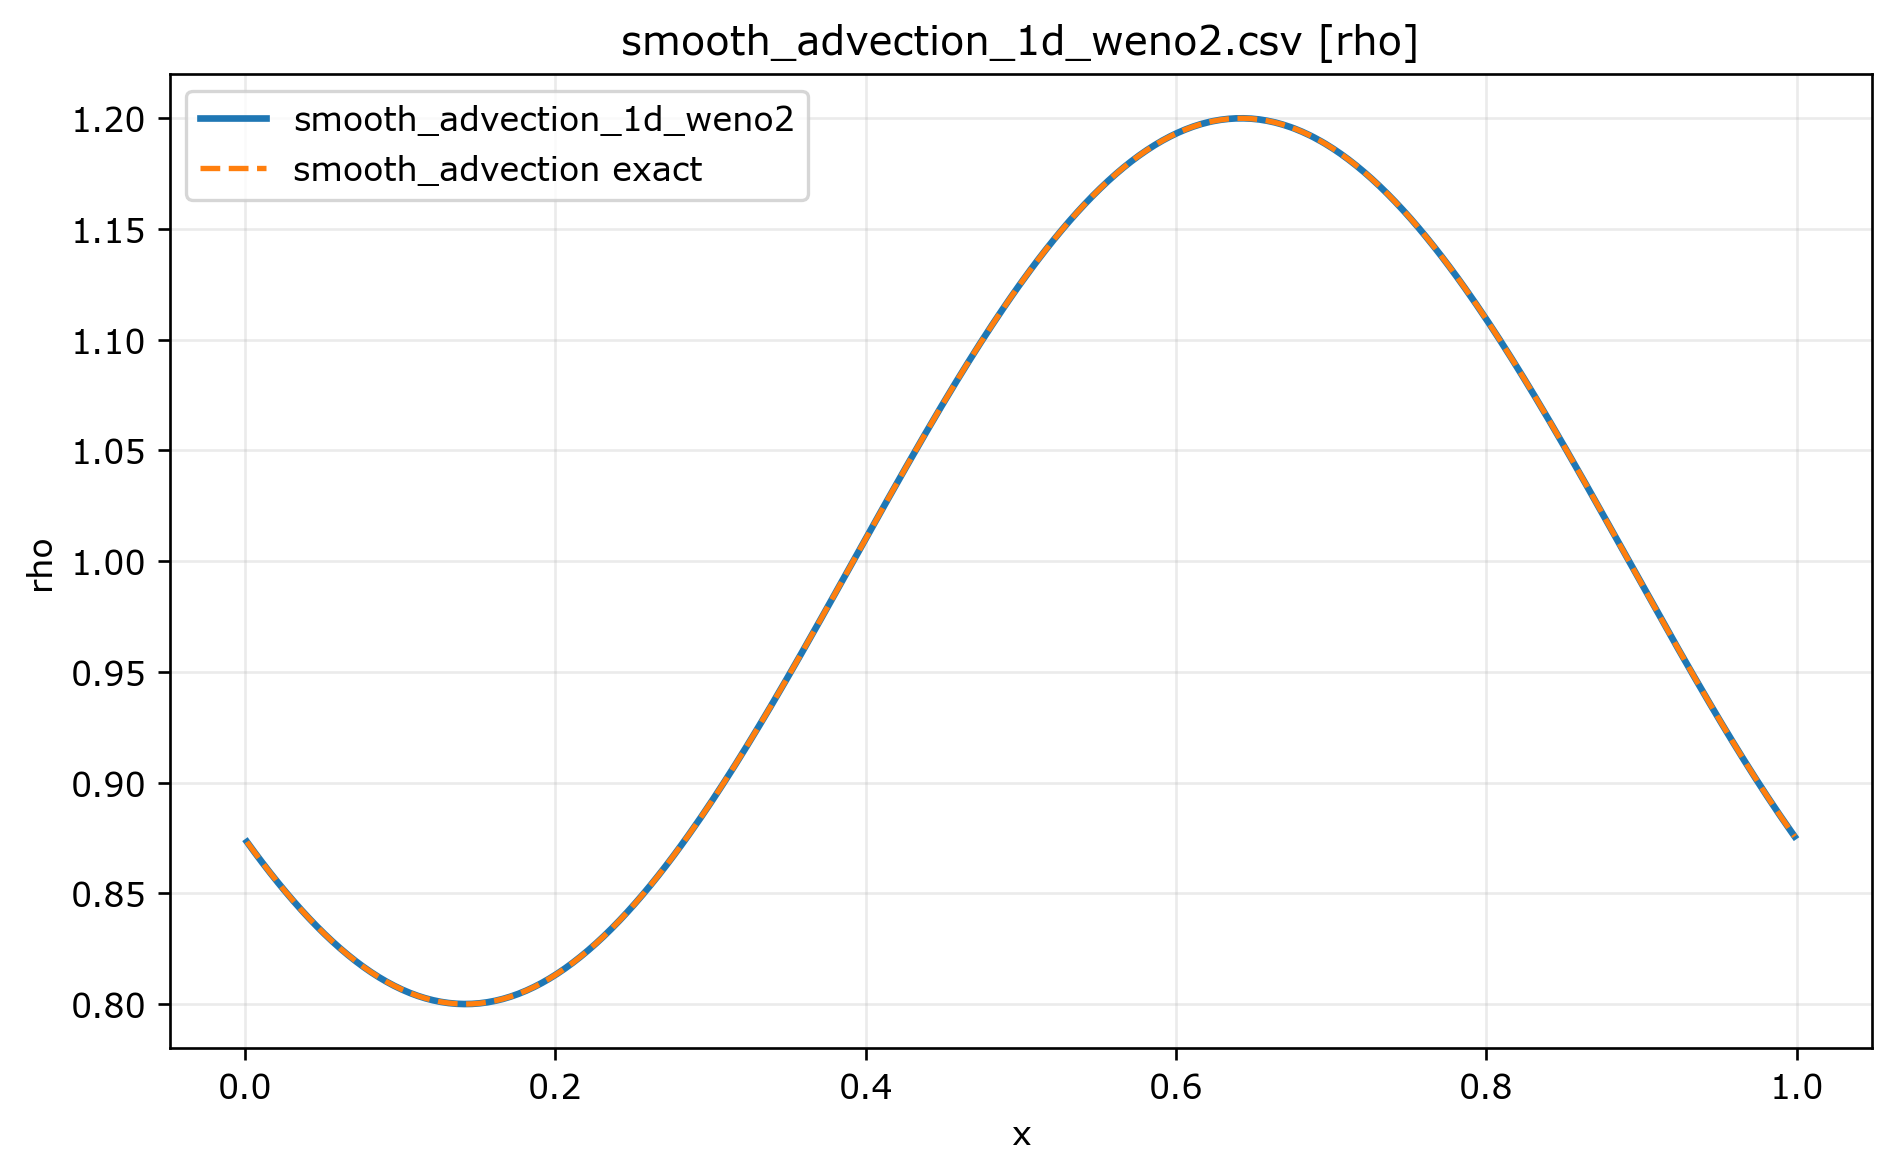 smooth_advection_1d_weno2.csv [rho]
smooth_advection_1d_weno2
smooth_advection exact
1.20
1.15
1.10
1.05
1.00
0.95
0.90
0.85
0.80
rho
0.0 0.2 0.4 0.6 0.8 1.0
x